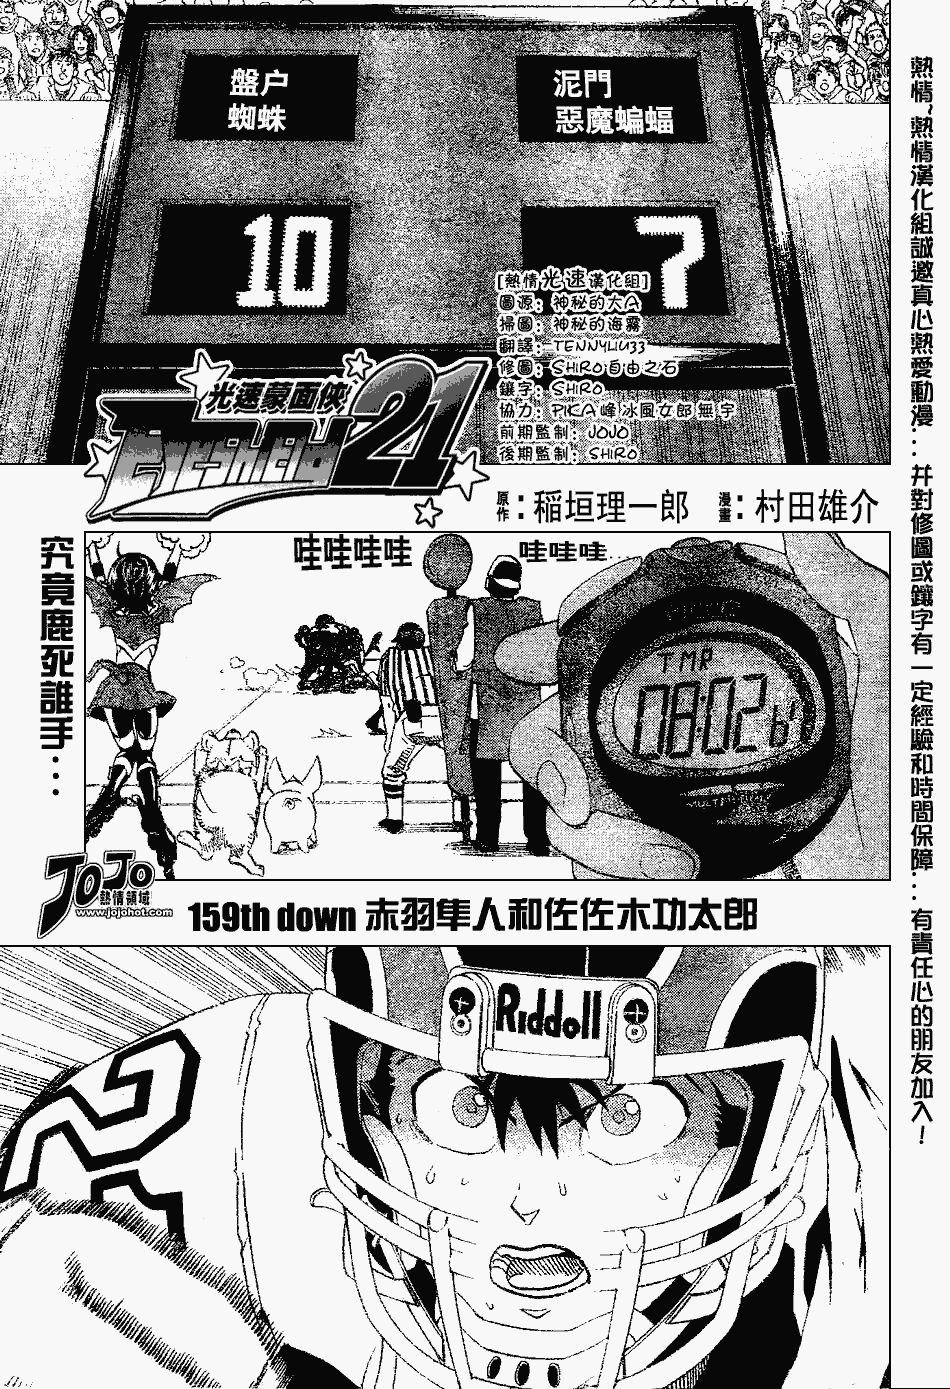 盤户
蜘蛛
泥門
惡魔蝙蝠
10
7
[熱情光速漢化組]
圖源: 神秘的大A
掃圖: 神秘的海霧
翻譯: TENNYLIU33
修圖: SHIRO 自由之石
鑲字: SHIRO
協力: PIKA 峰 冰風女郎 無字
前期監制: JOJO
後期監制: SHIRO
光速蒙面俠
EYESHIELD 21
原作:稲垣理一郎 漫畫:村田雄介
熱情~熱情漢化組誠邀真心熱愛動漫...并對修圖或鑲字有一定經驗和時間保障...有責任心的朋友加入!
究竟鹿死誰手...
哇哇哇哇
哇哇哇...
TMR
08:02
JOJO
熱情領域
www.jojohot.com
159th down 赤羽隼人和佐佐木功太郎
Riddoll